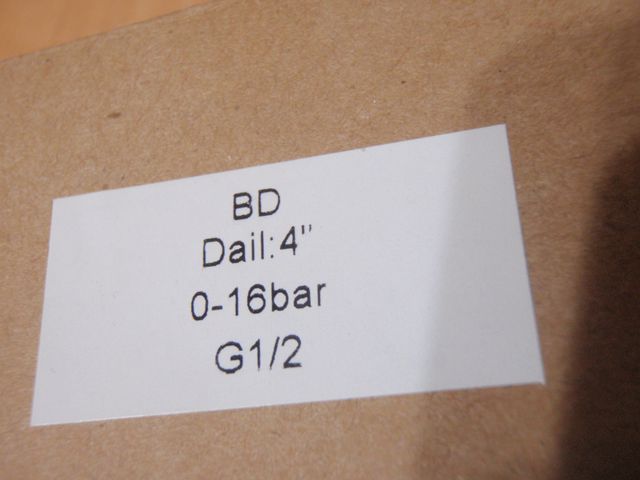 BD
Dail:4"
0-16bar
G1/2